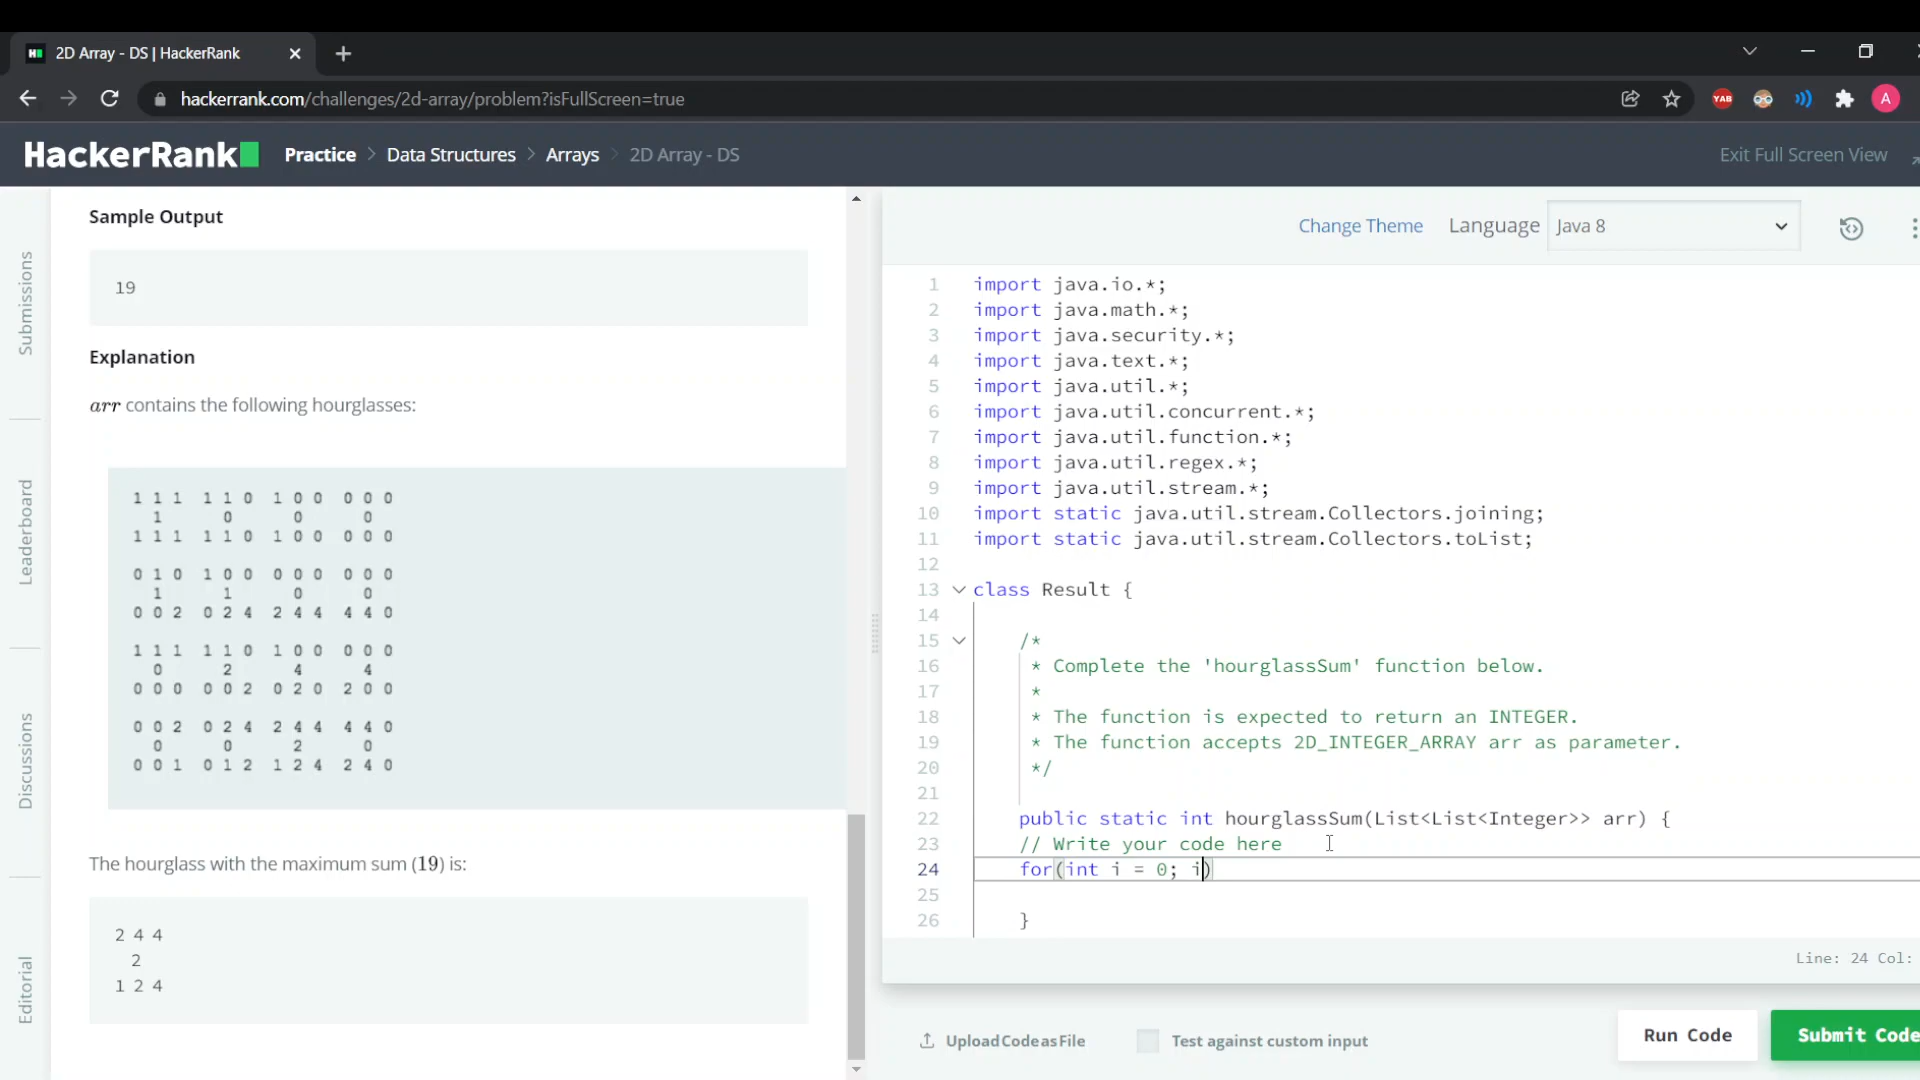 2D Array - DS | HackerRank
hackerrank.com/challenges/2d-array/problem?isFullScreen=true
YAB
A
HackerRank
Practice > Data Structures > Arrays > 2D Array - DS
Exit Full Screen View
Submissions
Leaderboard
Discussions
Editorial
Sample Output
19
Explanation
arr contains the following hourglasses:
1 1 1 1 1 0 1 0 0 0 0 0
1 0 0 0
1 1 1 1 1 0 1 0 0 0 0 0
0 1 0 1 0 0 0 0 0 0 0 0
1 1 0 0
0 0 2 0 2 4 2 4 4 4 4 0
1 1 1 1 1 0 1 0 0 0 0 0
0 2 4 4
0 0 0 0 0 2 0 2 0 2 0 0
0 0 2 0 2 4 2 4 4 4 4 0
0 0 2 0
0 0 1 0 1 2 1 2 4 2 4 0
The hourglass with the maximum sum (19) is:
2 4 4
2
1 2 4
Change Theme Language Java 8
1 import java.io.*;
2 import java.math.*;
3 import java.security.*;
4 import java.text.*;
5 import java.util.*;
6 import java.util.concurrent.*;
7 import java.util.function.*;
8 import java.util.regex.*;
9 import java.util.stream.*;
10 import static java.util.stream.Collectors.joining;
11 import static java.util.stream.Collectors.toList;
12
13 class Result {
14
15 /*
16 * Complete the 'hourglassSum' function below.
17 *
18 * The function is expected to return an INTEGER.
19 * The function accepts 2D_INTEGER_ARRAY arr as parameter.
20 */
21
22 public static int hourglassSum(List<List<Integer>> arr) {
23 // Write your code here
24 for(int i = 0; i)
25
26 }
Line: 24 Col:
Upload Code as File
Test against custom input
Run Code
Submit Code